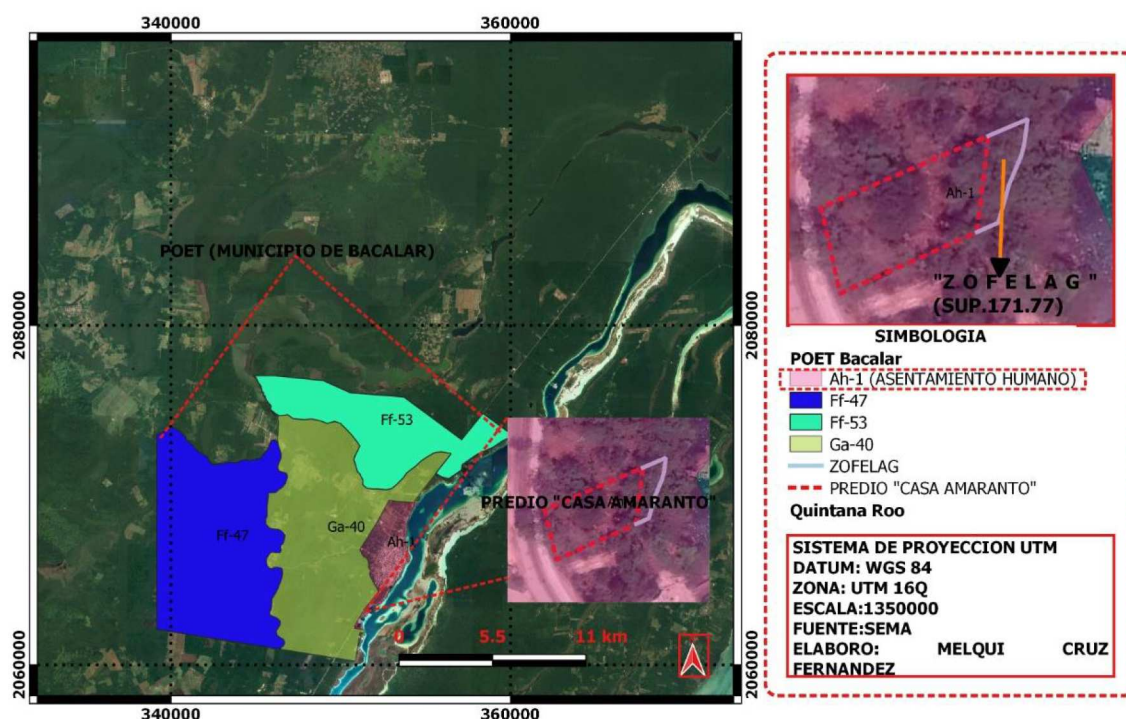 340000
360000
POET (MUNICIPIO DE BACALAR)
2080000
2080000
Ff-53
Ff-47
Ga-40
Ah-1
PREDIO "CASA AMARANTO"
0
5.5
11 km
2060000
2060000
340000
360000
Ah-1
"Z O F E L A G "
(SUP.171.77)
SIMBOLOGIA
POET Bacalar
Ah-1 (ASENTAMIENTO HUMANO)
Ff-47
Ff-53
Ga-40
ZOFELAG
PREDIO "CASA AMARANTO"
Quintana Roo
SISTEMA DE PROYECCION UTM
DATUM: WGS 84
ZONA: UTM 16Q
ESCALA:1350000
FUENTE:SEMA
ELABORO: MELQUI CRUZ
FERNANDEZ